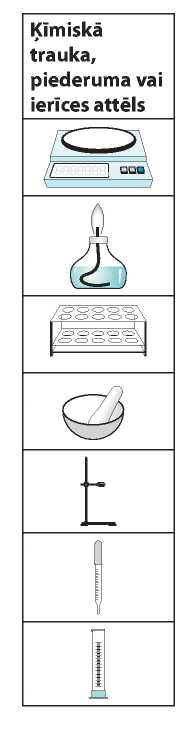 Ķīmiskā
trauka,
piederuma vai
ierīces attēls